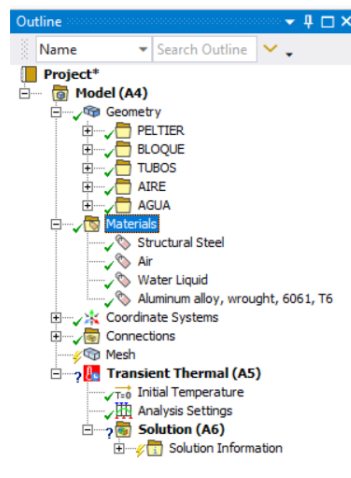 Outline
Name Search Outline
Project*
Model (A4)
Geometry
PELTIER
BLOQUE
TUBOS
AIRE
AGUA
Materials
Structural Steel
Air
Water Liquid
Aluminum alloy, wrought, 6061, T6
Coordinate Systems
Connections
Mesh
Transient Thermal (A5)
T=0 Initial Temperature
Analysis Settings
Solution (A6)
Solution Information